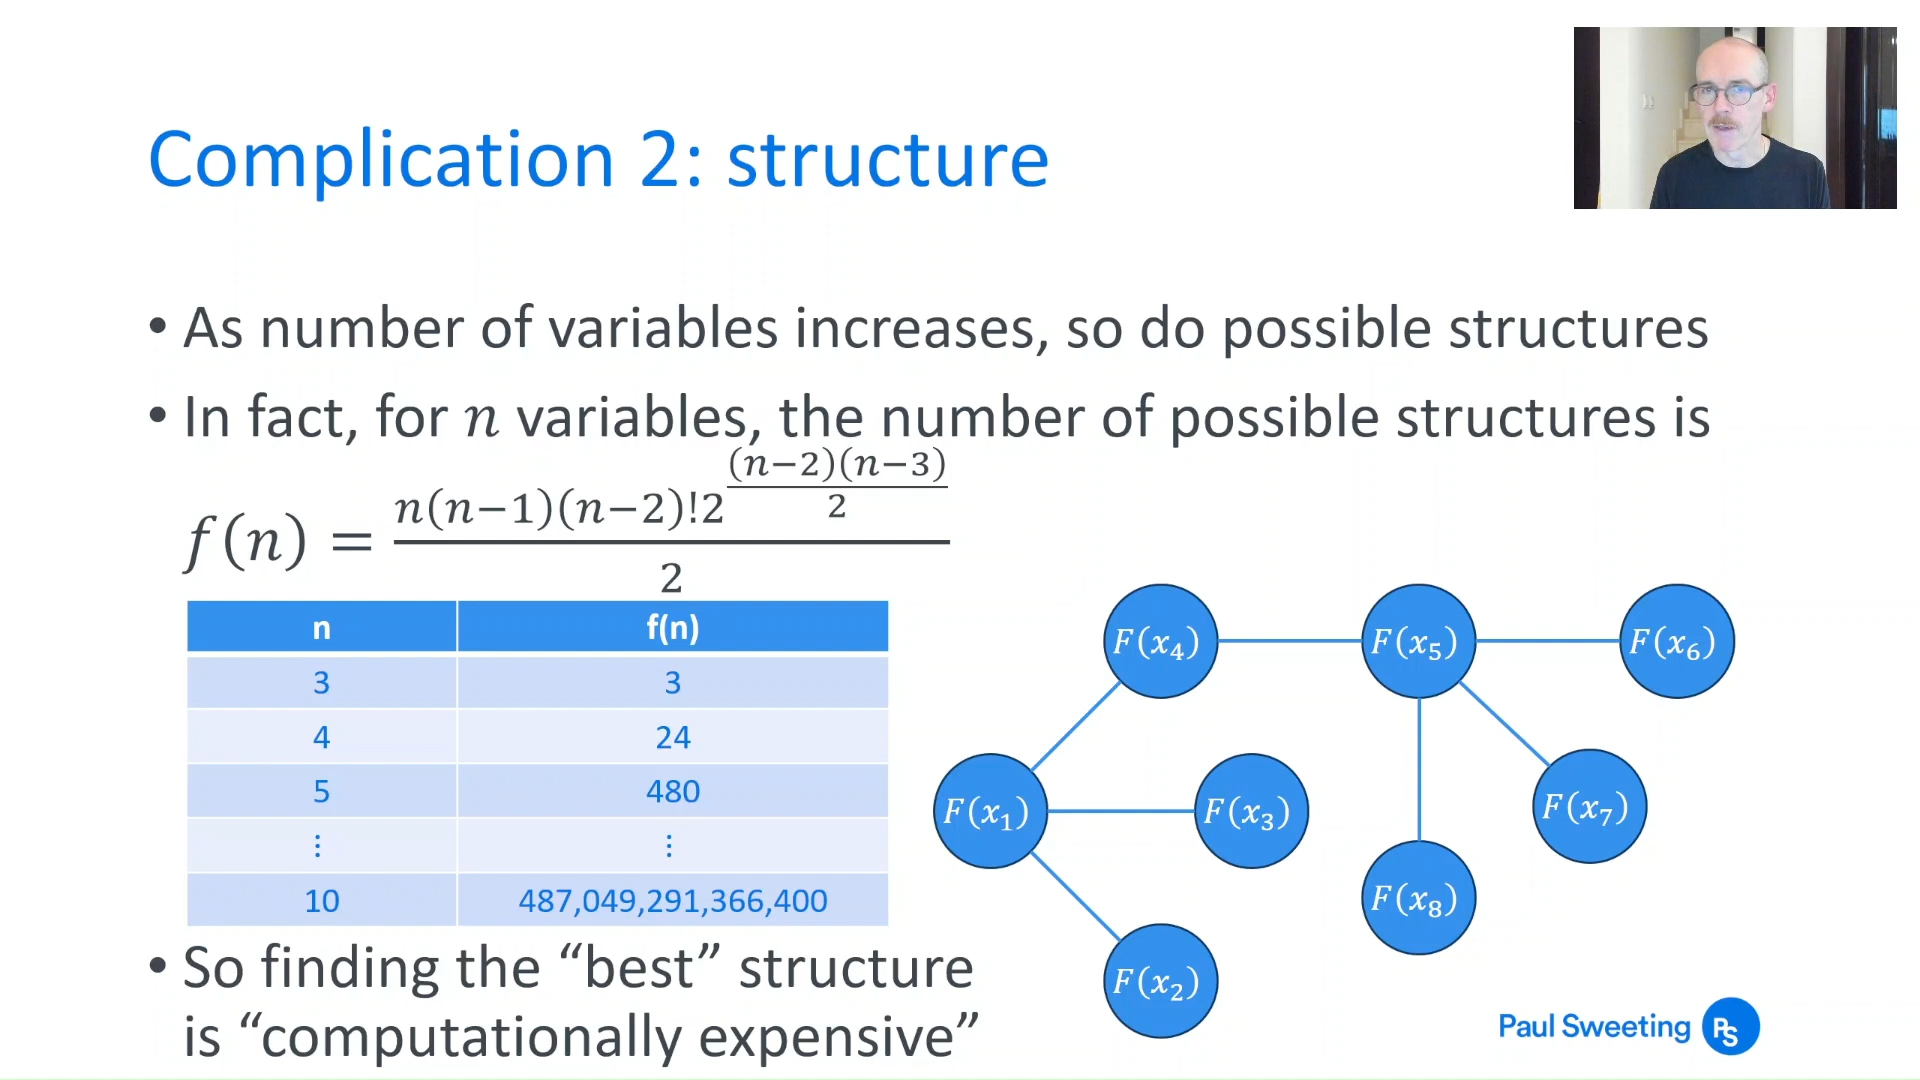 Complication 2: structure
• As number of variables increases, so do possible structures
• In fact, for n variables, the number of possible structures is
f(n) = n(n−1)(n−2)!2^((n−2)(n−3)/2) / 2
n f(n)
3 3
4 24
5 480
⋮ ⋮
10 487,049,291,366,400
• So finding the “best” structure
is “computationally expensive”
F(x₄) F(x₅) F(x₆)
F(x₁) F(x₃) F(x₇)
F(x₈)
F(x₂)
Paul Sweeting PS